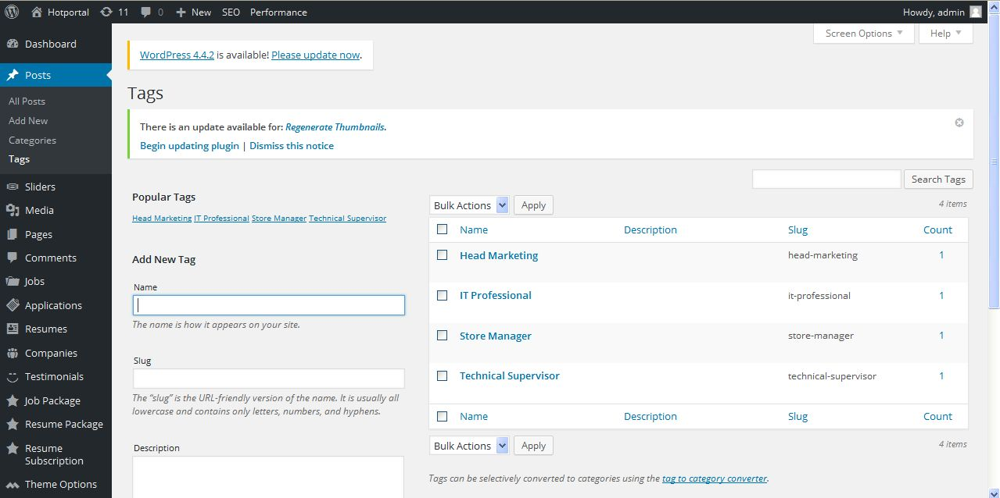 Hotportal 11 0 New SEO Performance Howdy, admin
Screen Options Help
Dashboard
Posts
All Posts
Add New
Categories
Tags
Sliders
Media
Pages
Comments
Jobs
Applications
Resumes
Companies
Testimonials
Job Package
Resume Package
Resume
Subscription
Theme Options
WordPress 4.4.2 is available! Please update now.
Tags
There is an update available for: Regenerate Thumbnails.
Begin updating plugin | Dismiss this notice
Search Tags
Popular Tags
Head Marketing IT Professional Store Manager Technical Supervisor
Add New Tag
Name
The name is how it appears on your site.
Slug
The “slug” is the URL-friendly version of the name. It is usually all
lowercase and contains only letters, numbers, and hyphens.
Description
Bulk Actions Apply 4 items
Name Description Slug Count
Head Marketing head-marketing 1
IT Professional it-professional 1
Store Manager store-manager 1
Technical Supervisor technical-supervisor 1
Name Description Slug Count
Bulk Actions Apply 4 items
Tags can be selectively converted to categories using the tag to category converter.